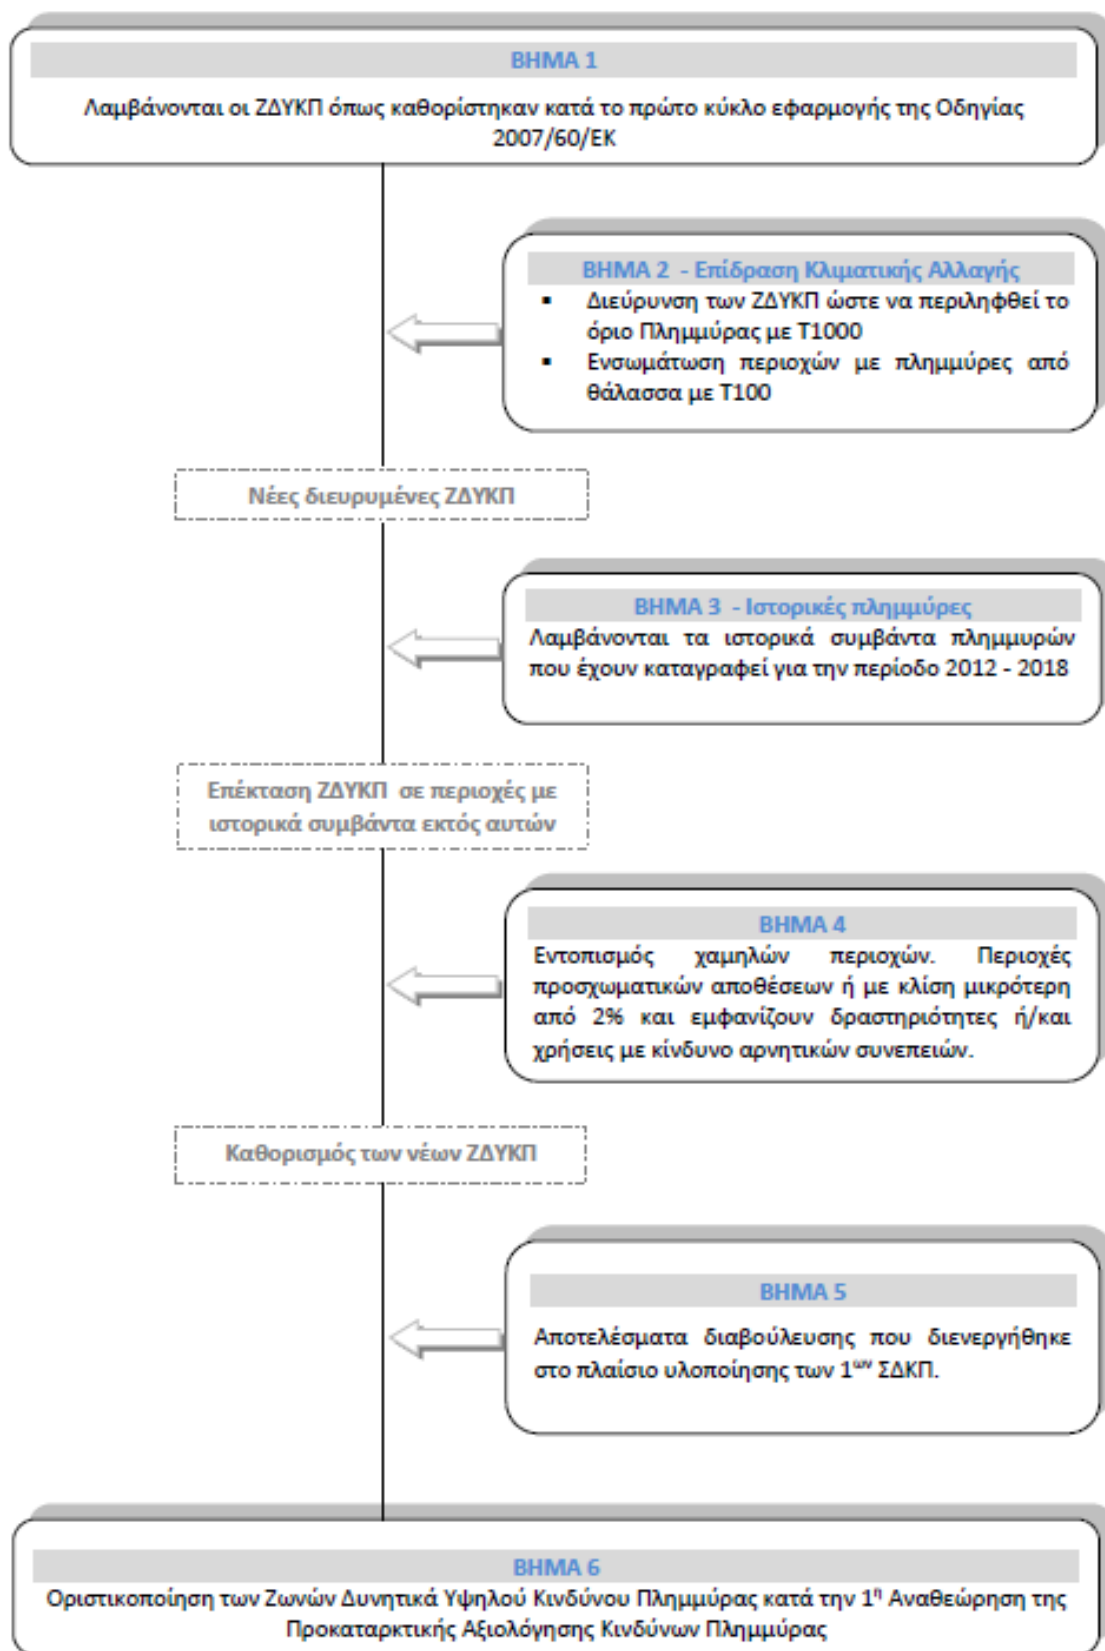 ΒΗΜΑ 1
Λαμβάνονται οι ΖΔΥΚΠ όπως καθορίστηκαν κατά το πρώτο κύκλο εφαρμογής της Οδηγίας
2007/60/ΕΚ
ΒΗΜΑ 2 - Επίδραση Κλιματικής Αλλαγής
▪ Διεύρυνση των ΖΔΥΚΠ ώστε να περιληφθεί το
όριο Πλημμύρας με Τ1000
▪ Ενσωμάτωση περιοχών με πλημμύρες από
θάλασσα με Τ100
Νέες διευρυμένες ΖΔΥΚΠ
ΒΗΜΑ 3 - Ιστορικές πλημμύρες
Λαμβάνονται τα ιστορικά συμβάντα πλημμυρών
που έχουν καταγραφεί για την περίοδο 2012 - 2018
Επέκταση ΖΔΥΚΠ σε περιοχές με
ιστορικά συμβάντα εκτός αυτών
ΒΗΜΑ 4
Εντοπισμός χαμηλών περιοχών. Περιοχές
προσχωματικών αποθέσεων ή με κλίση μικρότερη
από 2% και εμφανίζουν δραστηριότητες ή/και
χρήσεις με κίνδυνο αρνητικών συνεπειών.
Καθορισμός των νέων ΖΔΥΚΠ
ΒΗΜΑ 5
Αποτελέσματα διαβούλευσης που διενεργήθηκε
στο πλαίσιο υλοποίησης των 1ων ΣΔΚΠ.
ΒΗΜΑ 6
Οριστικοποίηση των Ζωνών Δυνητικά Υψηλού Κινδύνου Πλημμύρας κατά την 1η Αναθεώρηση της
Προκαταρκτικής Αξιολόγησης Κινδύνων Πλημμύρας